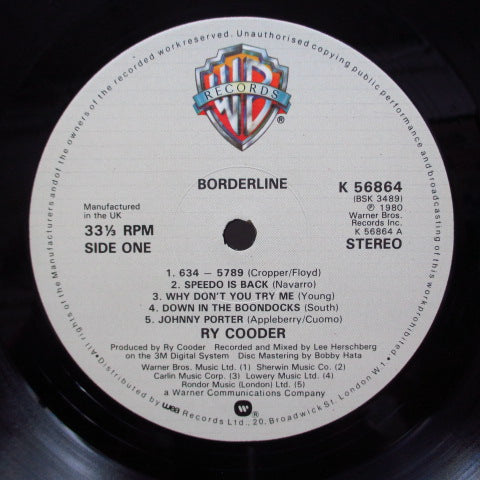 All rights of the Manufacturers and of the owners of the recorded work reserved. Unauthorised copying public performance and broadcasting of this recording prohibited.
WB
RECORDS
®
BORDERLINE
K 56864
(BSK 3489)
℗ 1980
Warner Bros.
Records Inc.
K 56864 A
STEREO
Manufactured
in the UK
33⅓ RPM
SIDE ONE
1. 634 – 5789 (Cropper/Floyd)
2. SPEEDO IS BACK (Navarro)
3. WHY DON'T YOU TRY ME (Young)
4. DOWN IN THE BOONDOCKS (South)
5. JOHNNY PORTER (Appleberry/Cuomo)
RY COODER
Produced by Ry Cooder Recorded and Mixed by Lee Herschberg
on the 3M Digital System Disc Mastering by Bobby Hata
Warner Bros. Music Ltd. (1) Sherwin Music Co. (2)
Carlin Music Corp. (3) Lowery Music Ltd. (4)
Rondor Music (London) Ltd. (5)
a Warner Communications Company
Distributed by wea Records Ltd., 20, Broadwick St. London W.1.